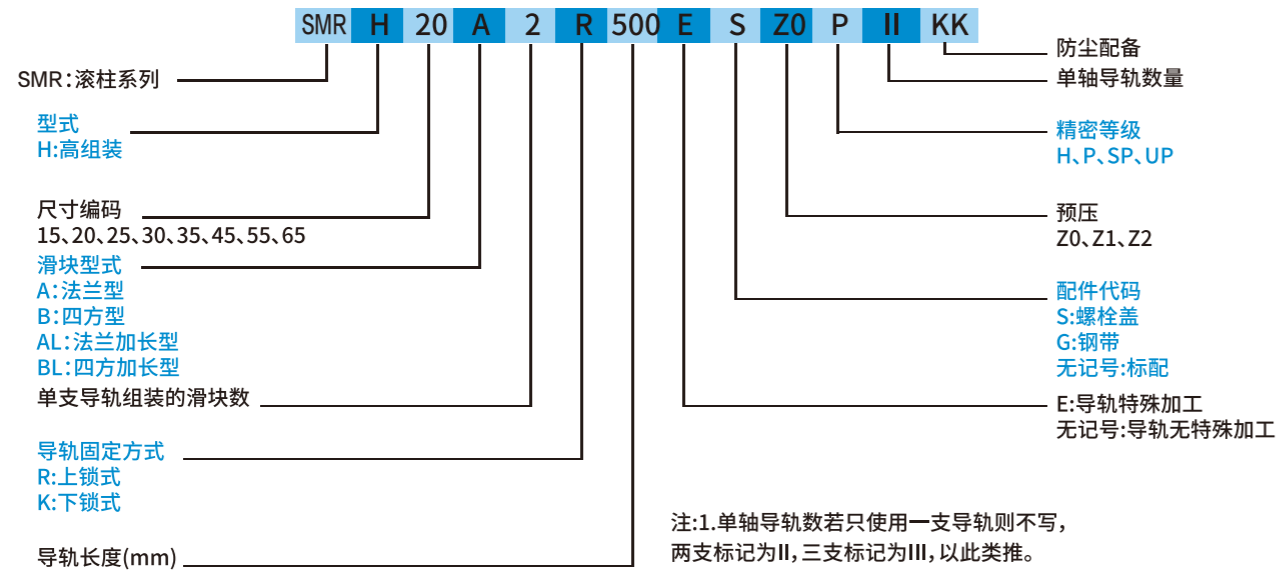 SMR H 20 A 2 R 500 E S Z0 P II KK
SMR:滚柱系列
型式
H:高组装
尺寸编码
15、20、25、30、35、45、55、65
滑块型式
A:法兰型
B:四方型
AL:法兰加长型
BL:四方加长型
单支导轨组装的滑块数
导轨固定方式
R:上锁式
K:下锁式
导轨长度(mm)
防尘配备
单轴导轨数量
精密等级
H、P、SP、UP
预压
Z0、Z1、Z2
配件代码
S:螺栓盖
G:钢带
无记号:标配
E:导轨特殊加工
无记号:导轨无特殊加工
注:1.单轴导轨数若只使用一支导轨则不写,
两支标记为II,三支标记为III,以此类推。